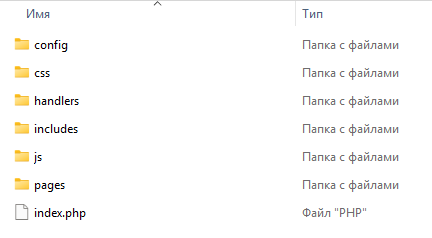 Имя Тип
config Папка с файлами
css Папка с файлами
handlers Папка с файлами
includes Папка с файлами
js Папка с файлами
pages Папка с файлами
index.php Файл "PHP"